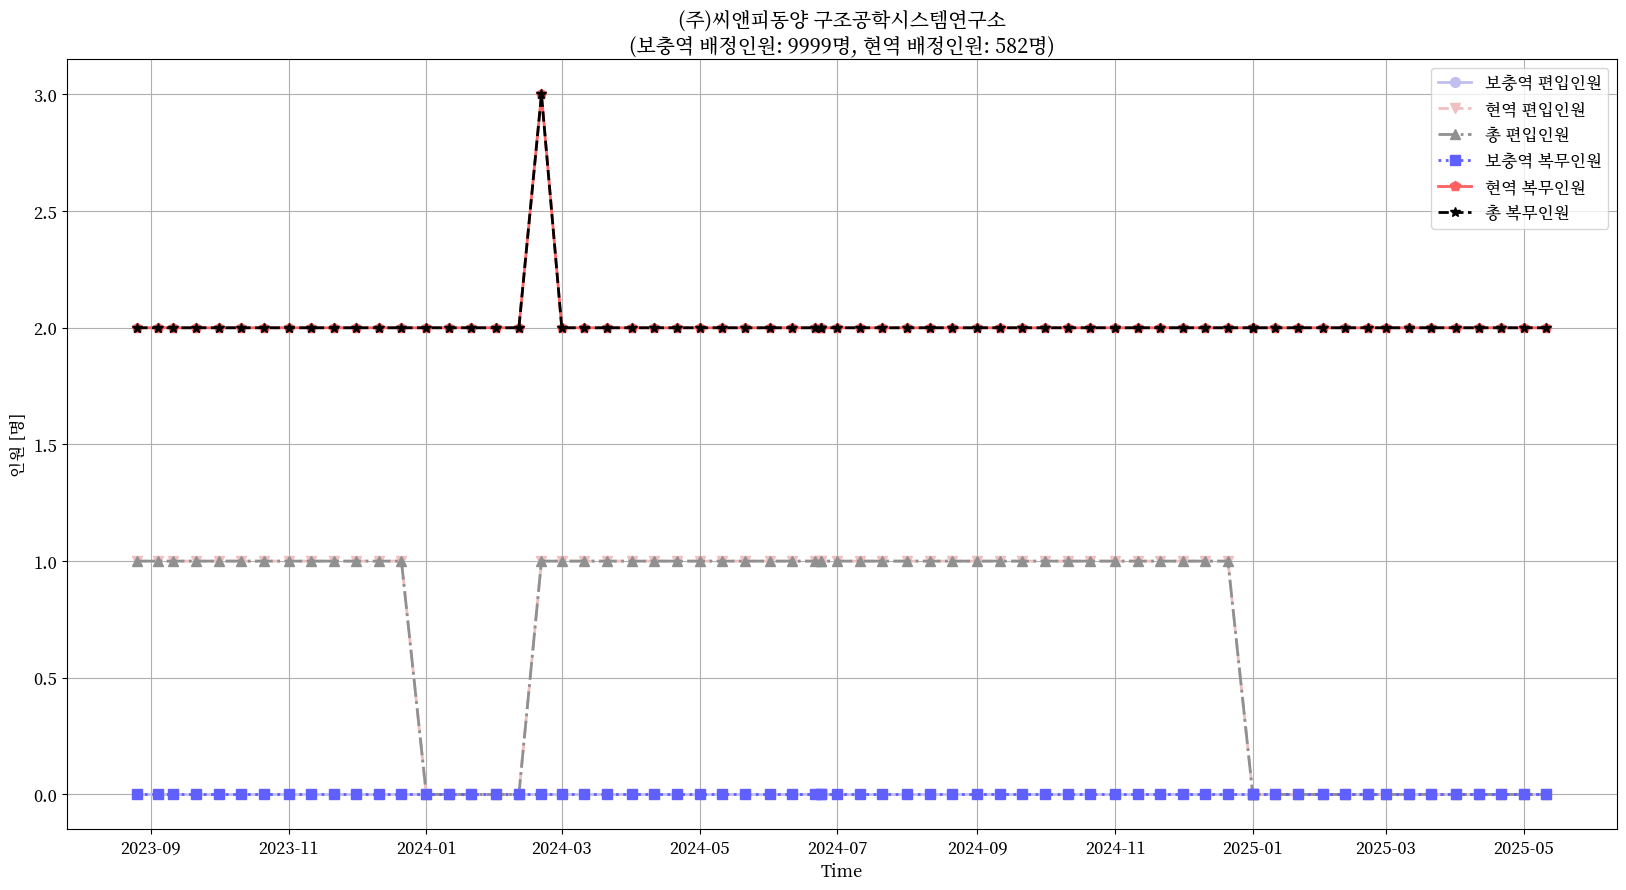 (주)씨앤피동양 구조공학시스템연구소
(보충역 배정인원: 9999명, 현역 배정인원: 582명)
보충역 편입인원
현역 편입인원
총 편입인원
보충역 복무인원
현역 복무인원
총 복무인원
인원 [명]
3.0
2.5
2.0
1.5
1.0
0.5
0.0
2023-09 2023-11 2024-01 2024-03 2024-05 2024-07 2024-09 2024-11 2025-01 2025-03 2025-05
Time